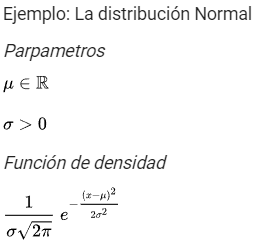 Ejemplo: La distribución Normal
Parpametros
μ ∈ ℝ
σ > 0
Función de densidad
1/(σ√(2π)) e^(-(x-μ)²/(2σ²))